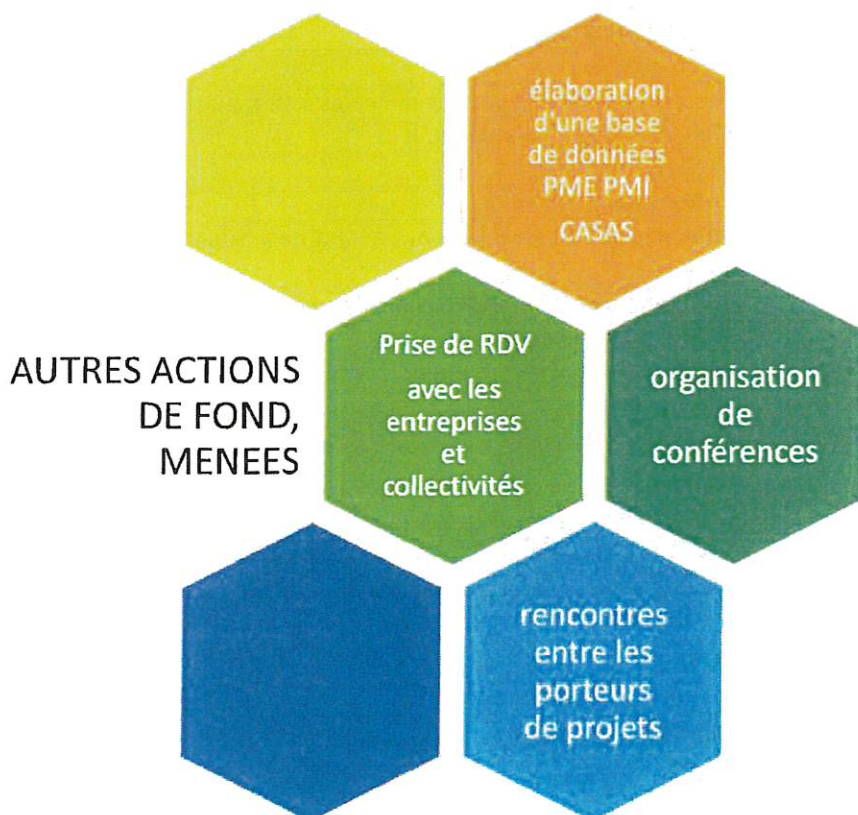 élaboration
d'une base
de données
PME PMI
CASAS
AUTRES ACTIONS
DE FOND,
MENEES
Prise de RDV
avec les
entreprises
et
collectivités
organisation
de
conférences
rencontres
entre les
porteurs
de projets